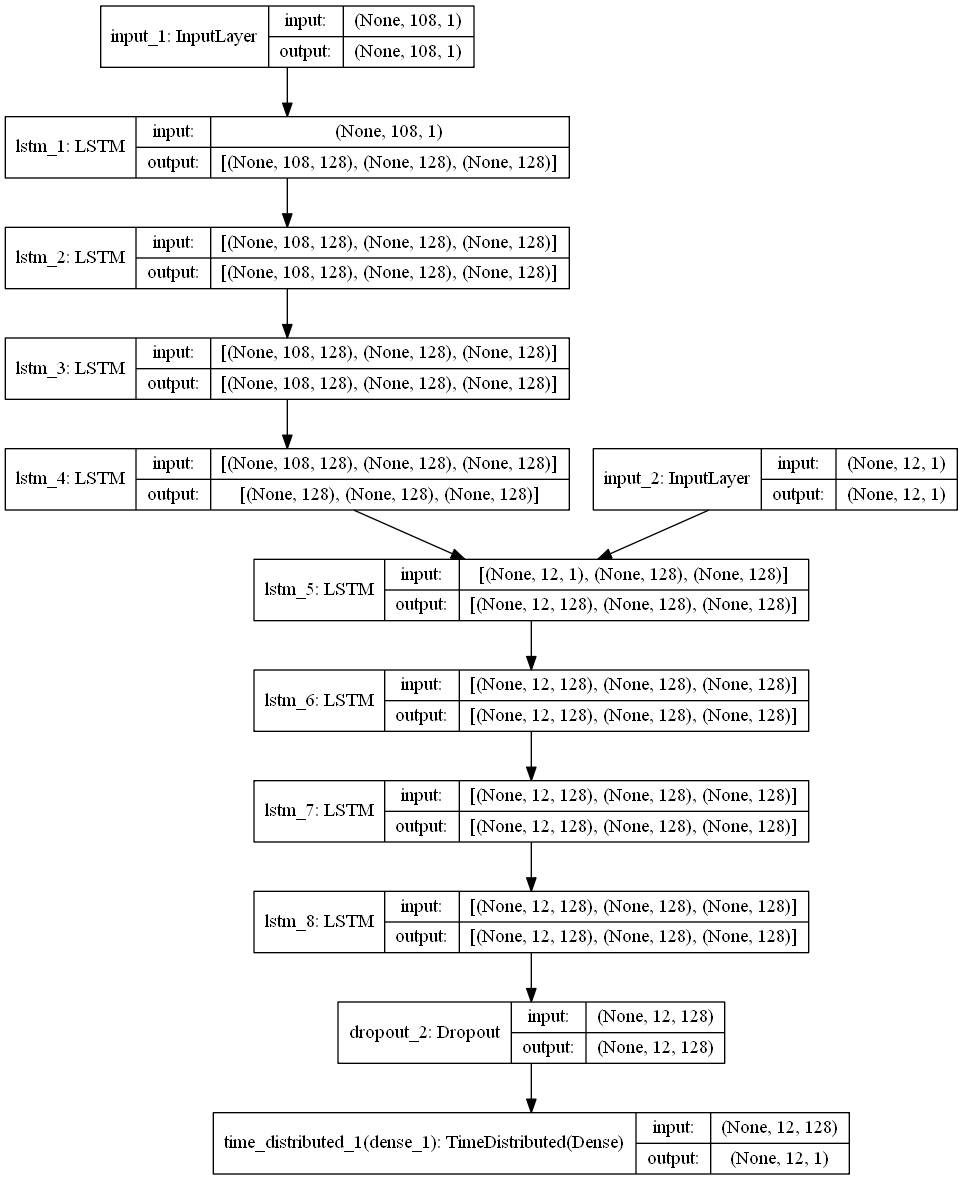 input_1: InputLayer
input:
(None, 108, 1)
output:
(None, 108, 1)
lstm_1: LSTM
input:
(None, 108, 1)
output:
[(None, 108, 128), (None, 128), (None, 128)]
lstm_2: LSTM
input:
[(None, 108, 128), (None, 128), (None, 128)]
output:
[(None, 108, 128), (None, 128), (None, 128)]
lstm_3: LSTM
input:
[(None, 108, 128), (None, 128), (None, 128)]
output:
[(None, 108, 128), (None, 128), (None, 128)]
lstm_4: LSTM
input:
[(None, 108, 128), (None, 128), (None, 128)]
output:
[(None, 128), (None, 128), (None, 128)]
input_2: InputLayer
input:
(None, 12, 1)
output:
(None, 12, 1)
lstm_5: LSTM
input:
[(None, 12, 1), (None, 128), (None, 128)]
output:
[(None, 12, 128), (None, 128), (None, 128)]
lstm_6: LSTM
input:
[(None, 12, 128), (None, 128), (None, 128)]
output:
[(None, 12, 128), (None, 128), (None, 128)]
lstm_7: LSTM
input:
[(None, 12, 128), (None, 128), (None, 128)]
output:
[(None, 12, 128), (None, 128), (None, 128)]
lstm_8: LSTM
input:
[(None, 12, 128), (None, 128), (None, 128)]
output:
[(None, 12, 128), (None, 128), (None, 128)]
dropout_2: Dropout
input:
(None, 12, 128)
output:
(None, 12, 128)
time_distributed_1(dense_1): TimeDistributed(Dense)
input:
(None, 12, 128)
output:
(None, 12, 1)